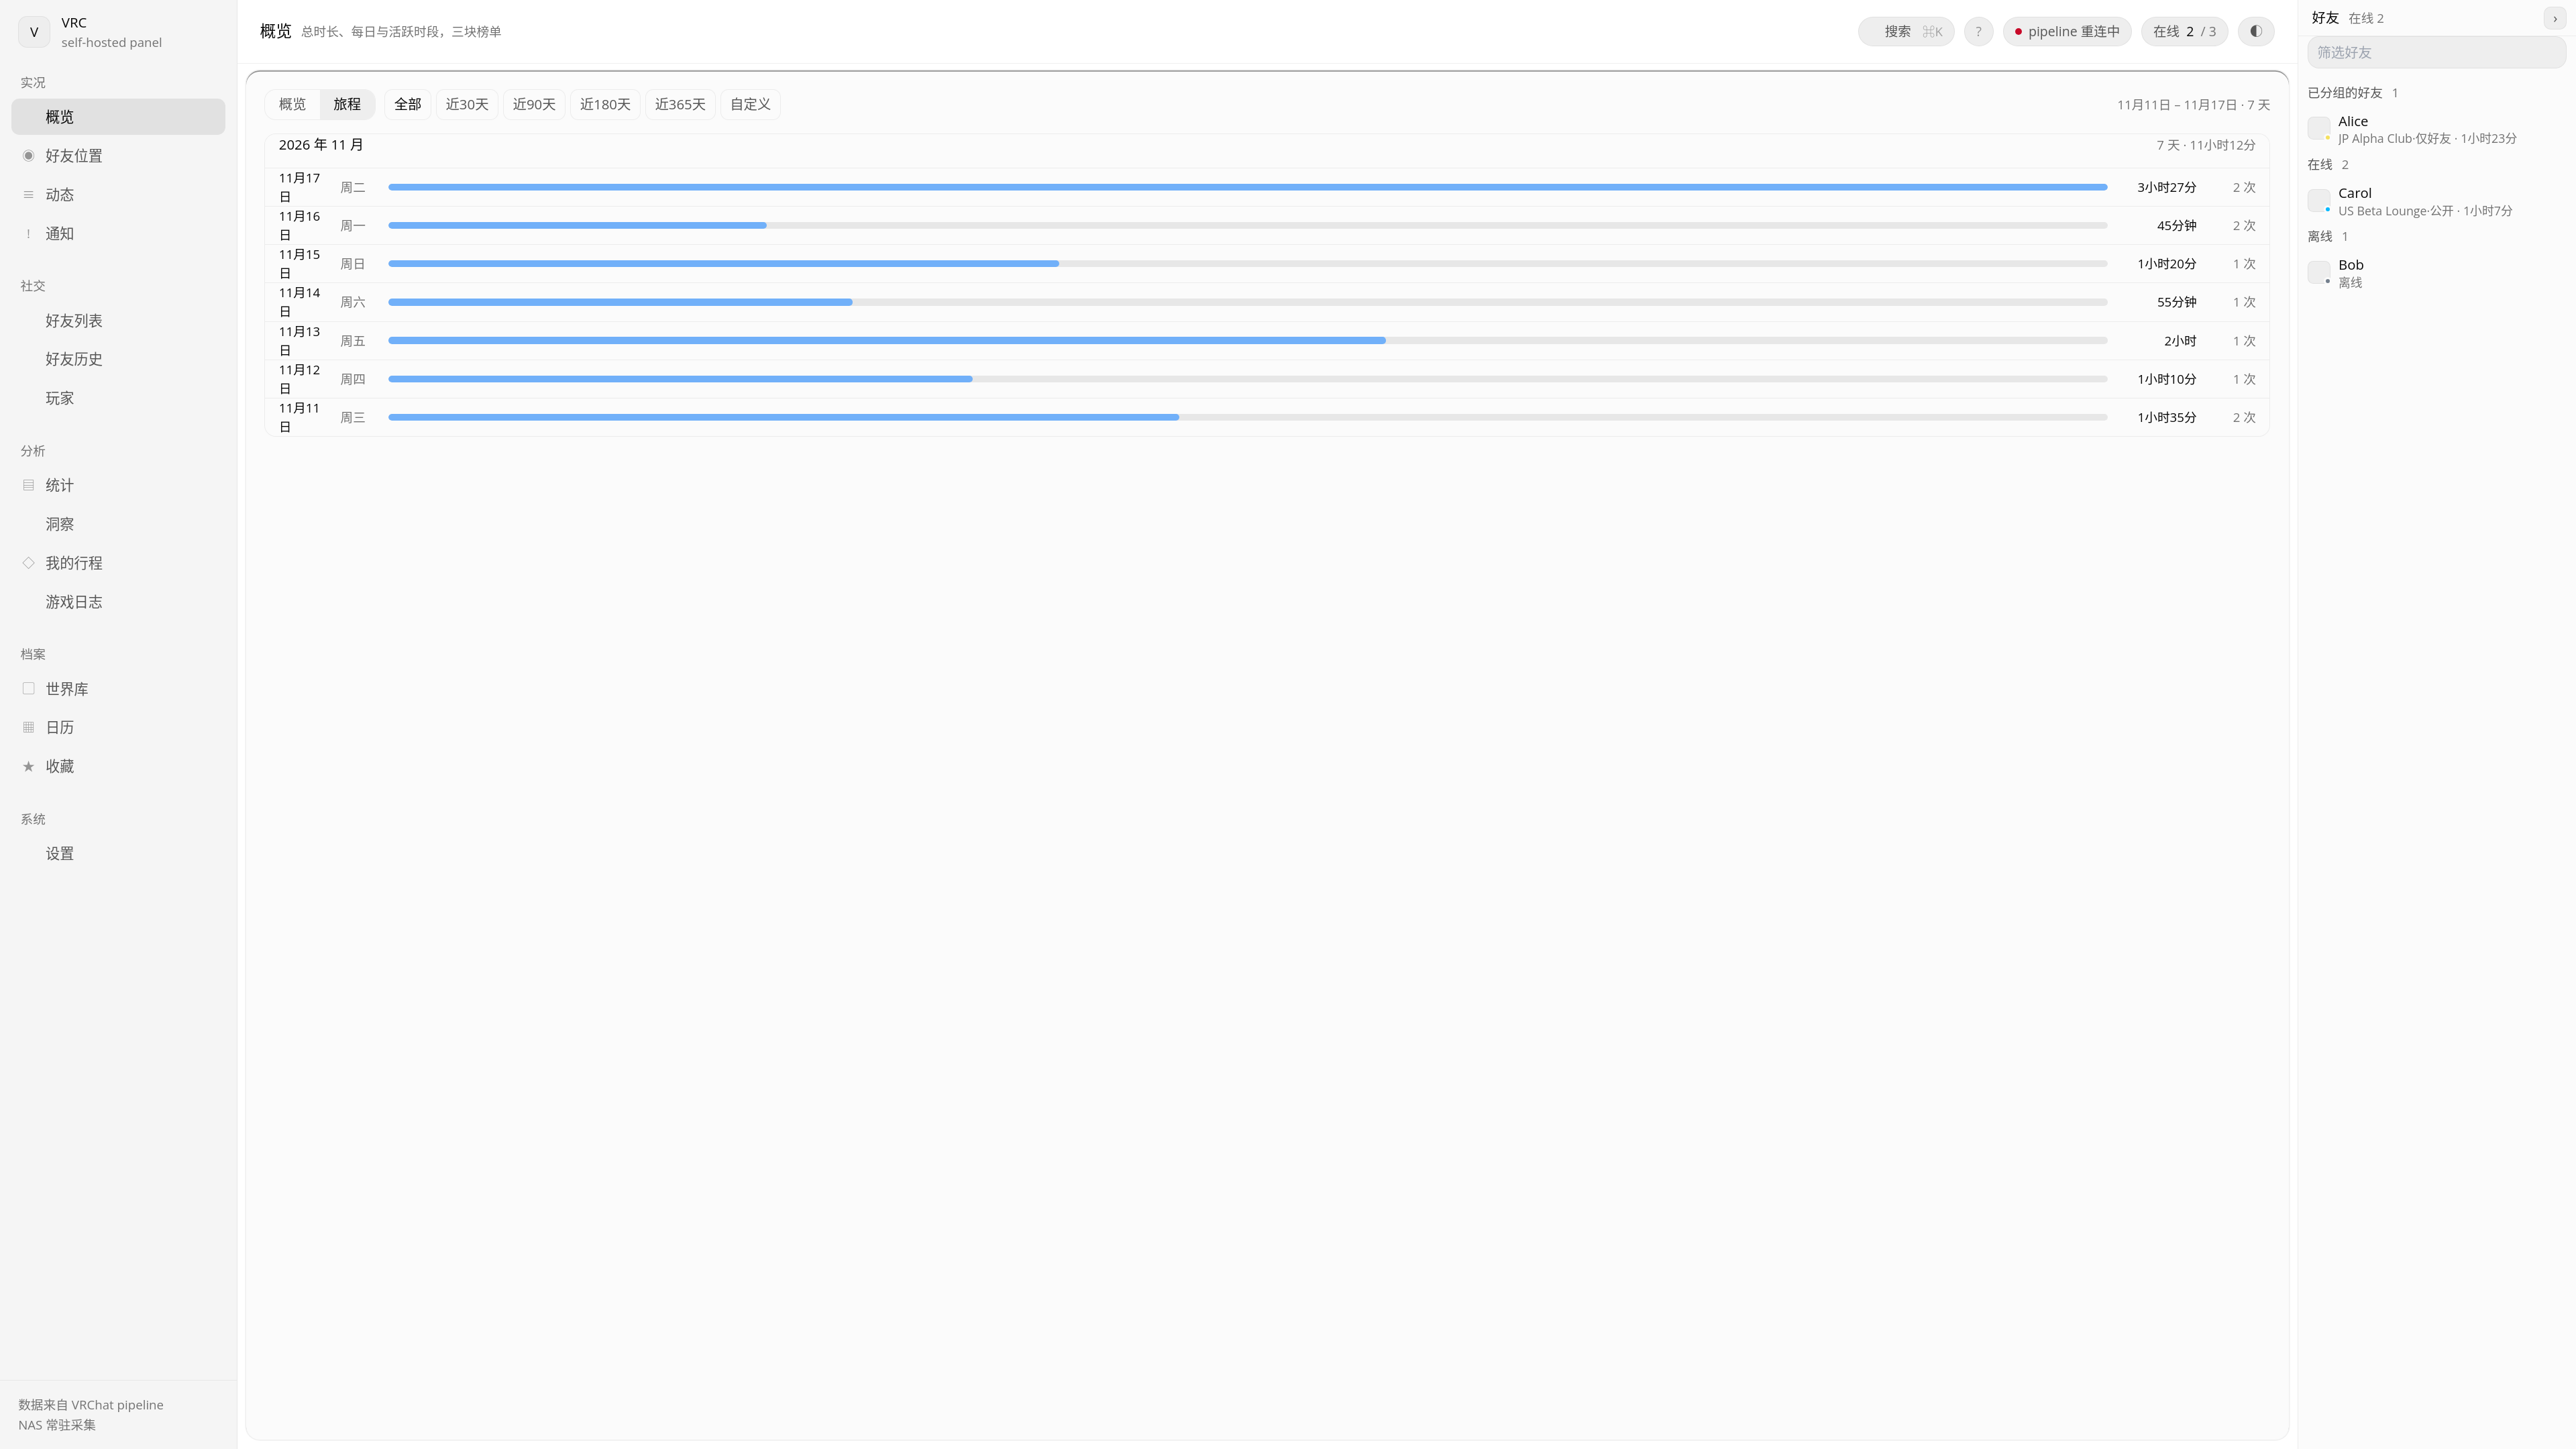 V
VRC
self-hosted panel
实况
概览
好友位置
动态
! 通知
社交
好友列表
好友历史
玩家
分析
统计
洞察
我的行程
游戏日志
档案
世界库
日历
★ 收藏
系统
设置
数据来自 VRChat pipeline
NAS 常驻采集
概览 总时长、每日与活跃时段，三块榜单
搜索 ⌘K
?
pipeline 重连中
在线 2 / 3
概览 旅程 全部 近30天 近90天 近180天 近365天 自定义
11月11日 – 11月17日 · 7 天
2026 年 11 月 7 天 · 11小时12分
11月17日 周二 3小时27分 2 次
11月16日 周一 45分钟 2 次
11月15日 周日 1小时20分 1 次
11月14日 周六 55分钟 1 次
11月13日 周五 2小时 1 次
11月12日 周四 1小时10分 1 次
11月11日 周三 1小时35分 2 次
好友 在线 2 ›
筛选好友
已分组的好友 1
Alice
JP Alpha Club·仅好友 · 1小时23分
在线 2
Carol
US Beta Lounge·公开 · 1小时7分
离线 1
Bob
离线